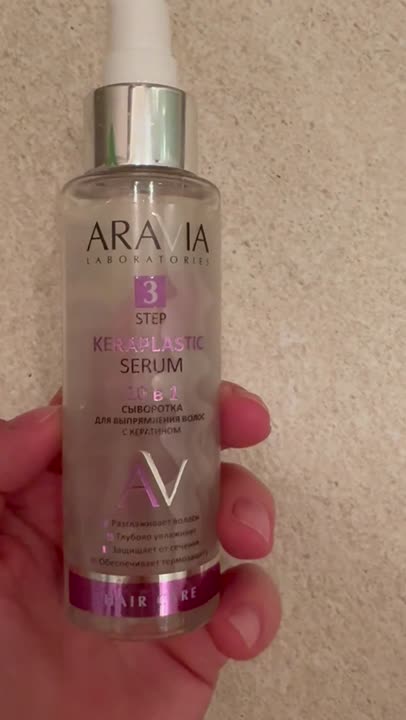 ARAVIA
LABORATORIES
3
STEP
KERAPLASTIC
SERUM
10 в 1
СЫВОРОТКА
ДЛЯ ВЫПРЯМЛЕНИЯ ВОЛОС
С КЕРАТИНОМ
AV
Разглаживает волосы
Глубоко увлажняет
Защищает от сечения
Обеспечивает термозащиту
HAIR CARE